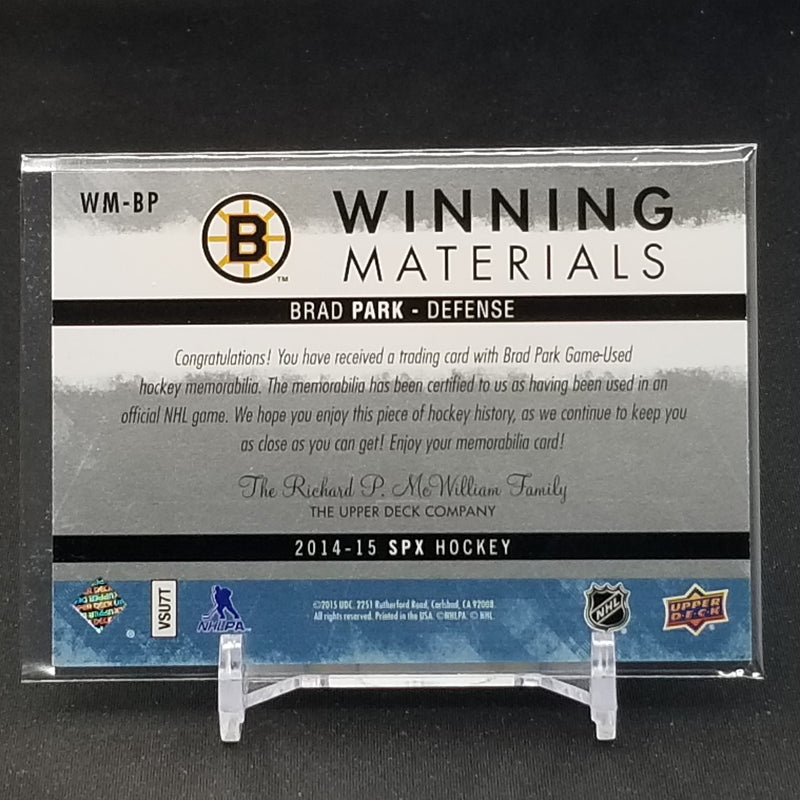 WM-BP
B
TM
WINNING
MATERIALS
BRAD PARK - DEFENSE
Congratulations! You have received a trading card with Brad Park Game-Used
hockey memorabilia. The memorabilia has been certified to us as having been used in an
official NHL game. We hope you enjoy this piece of hockey history, as we continue to keep you
as close as you can get! Enjoy your memorabilia card!
The Richard P. McWilliam Family
THE UPPER DECK COMPANY
2014-15 SPX HOCKEY
VSU7T
NHLPA
©2015 UDC. 2251 Rutherford Road, Carlsbad, CA 92008.
All rights reserved. Printed in the USA. ©NHLPA. © NHL.
NHL
UPPER
DECK